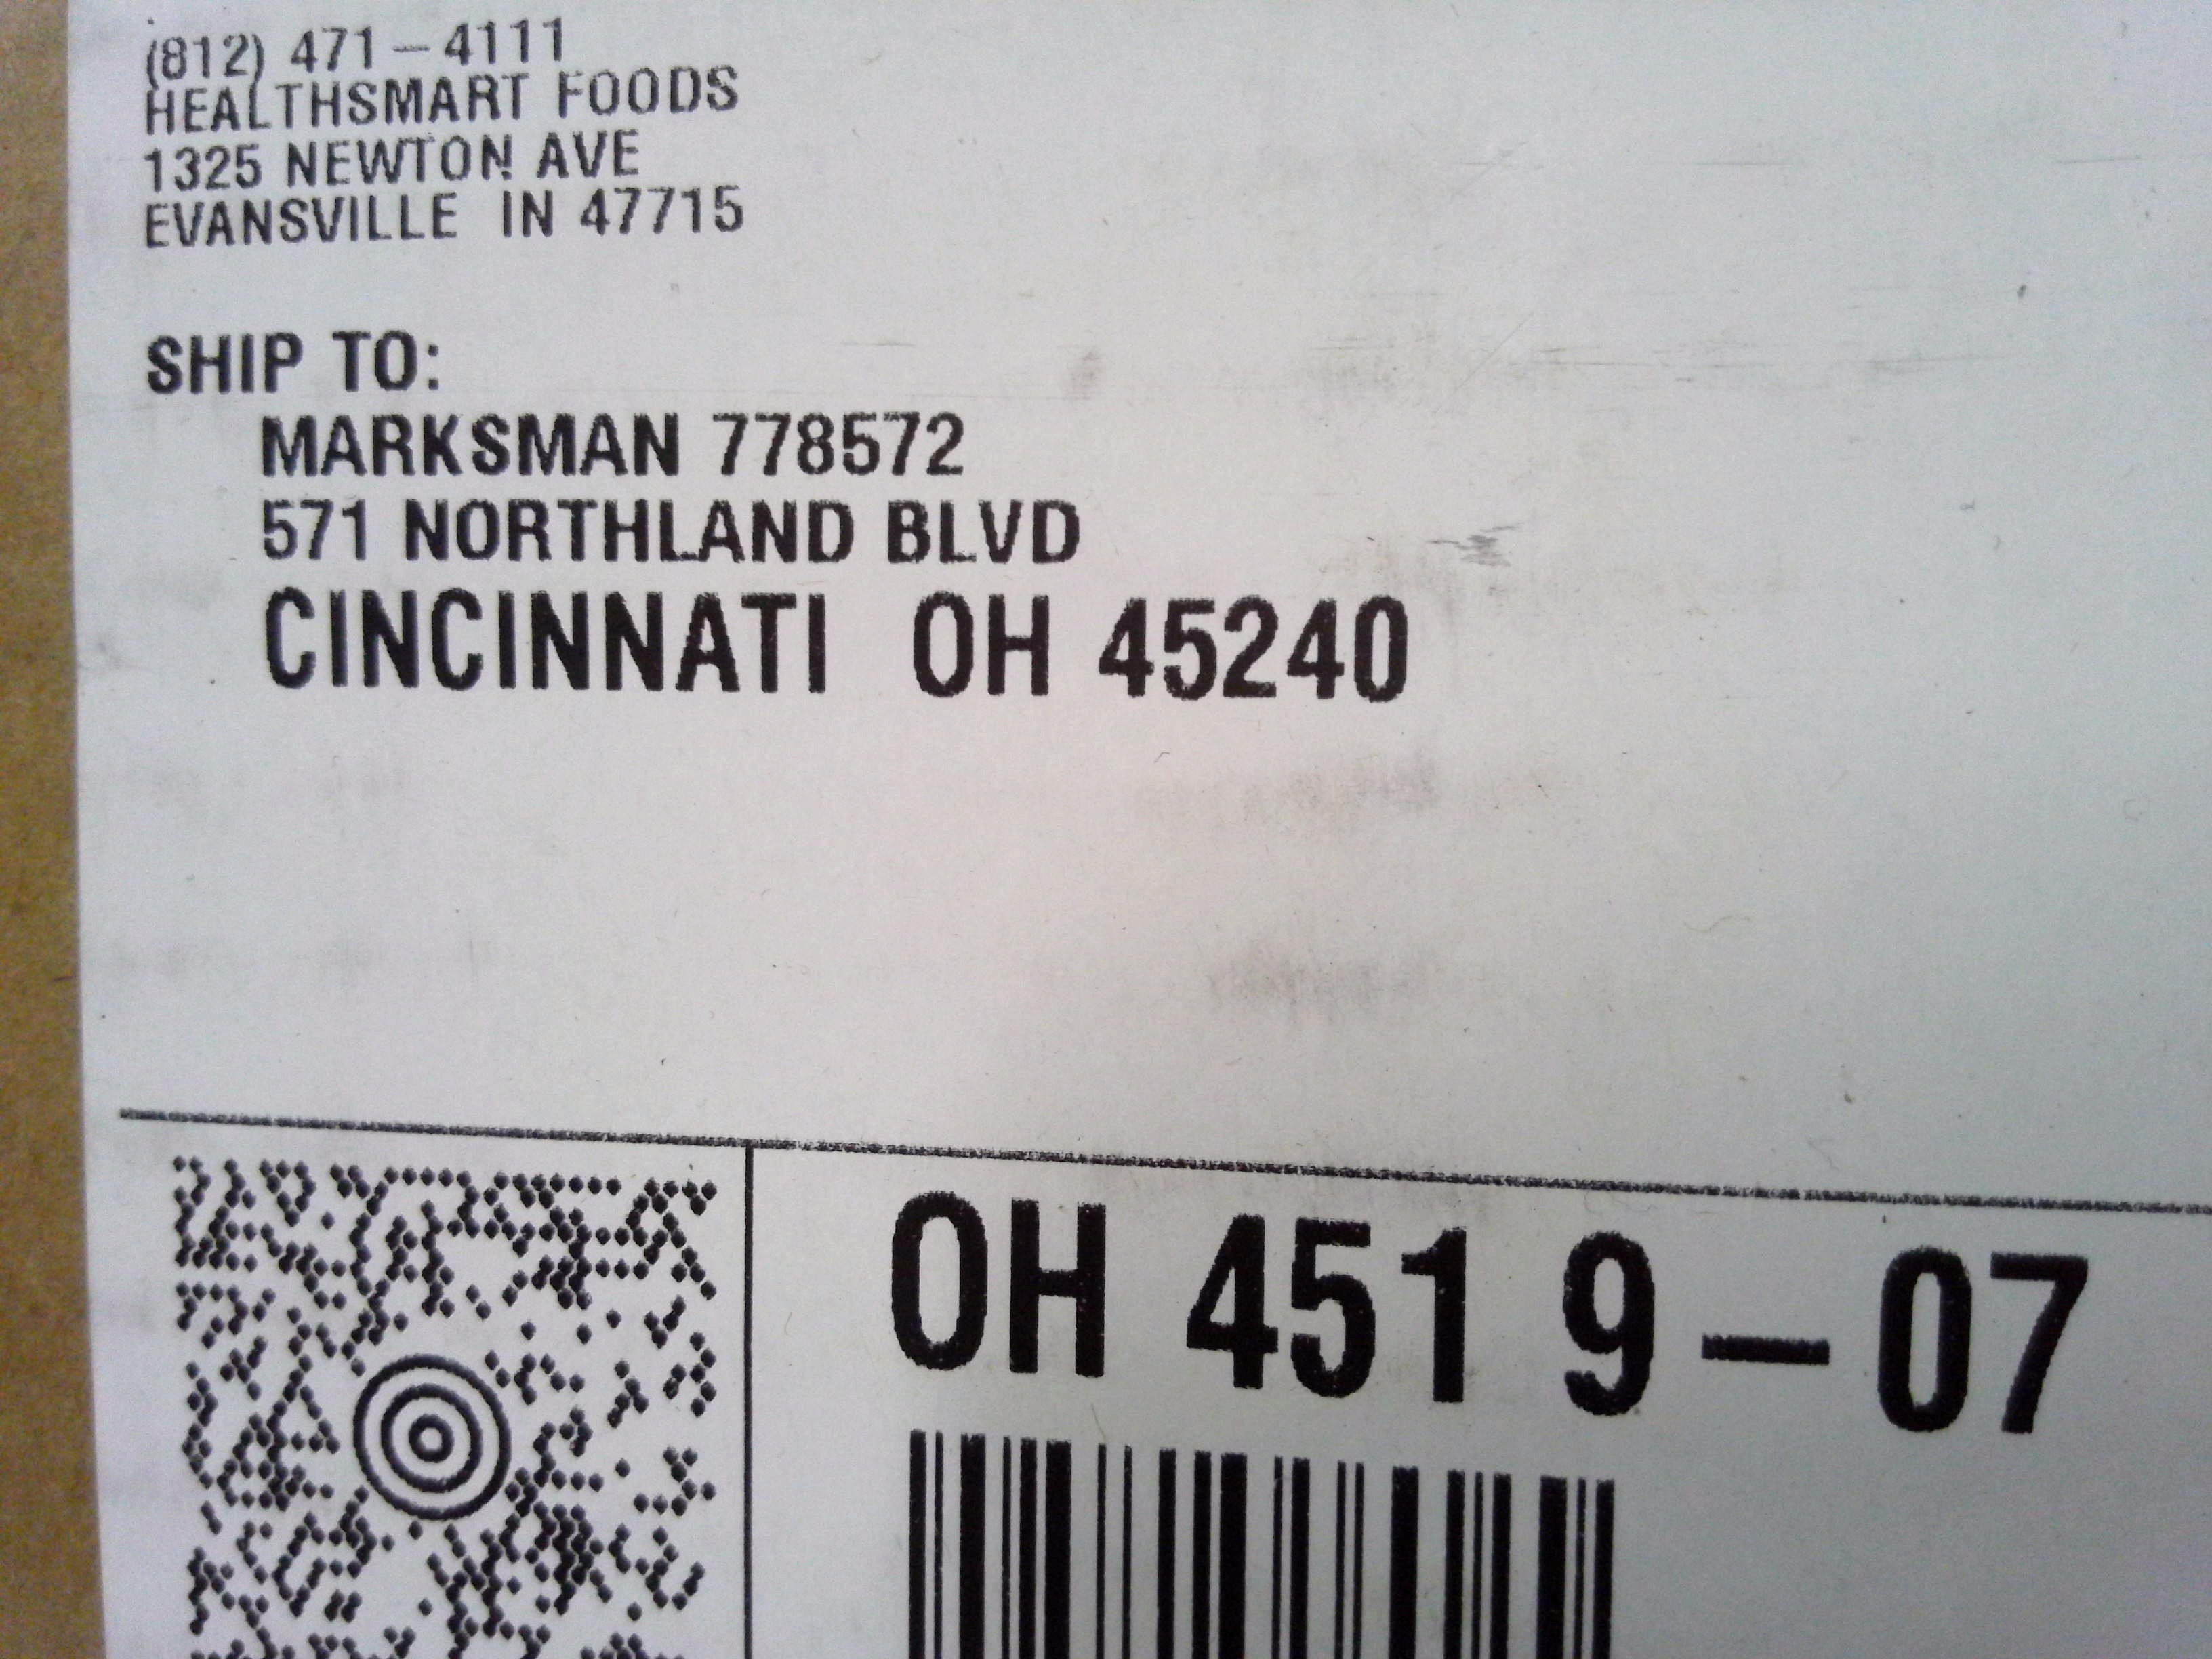 (812) 471-4111
HEALTHSMART FOODS
1325 NEWTON AVE
EVANSVILLE IN 47715
SHIP TO:
MARKSMAN 778572
571 NORTHLAND BLVD
CINCINNATI OH 45240
OH 451 9-07